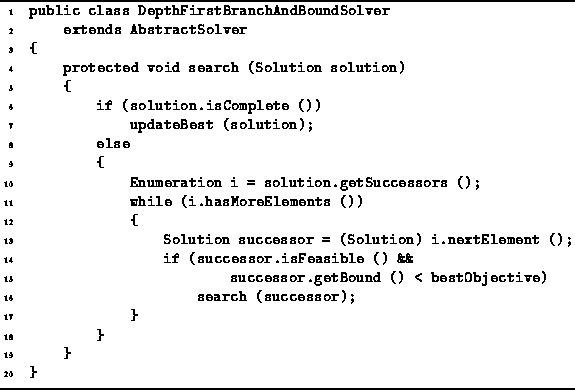 1 public class DepthFirstBranchAndBoundSolver
2     extends AbstractSolver
3 {
4     protected void search (Solution solution)
5     {
6         if (solution.isComplete ())
7             updateBest (solution);
8         else
9         {
10             Enumeration i = solution.getSuccessors ();
11             while (i.hasMoreElements ())
12             {
13                 Solution successor = (Solution) i.nextElement ();
14                 if (successor.isFeasible () &&
15                         successor.getBound () < bestObjective)
16                     search (successor);
17             }
18         }
19     }
20 }